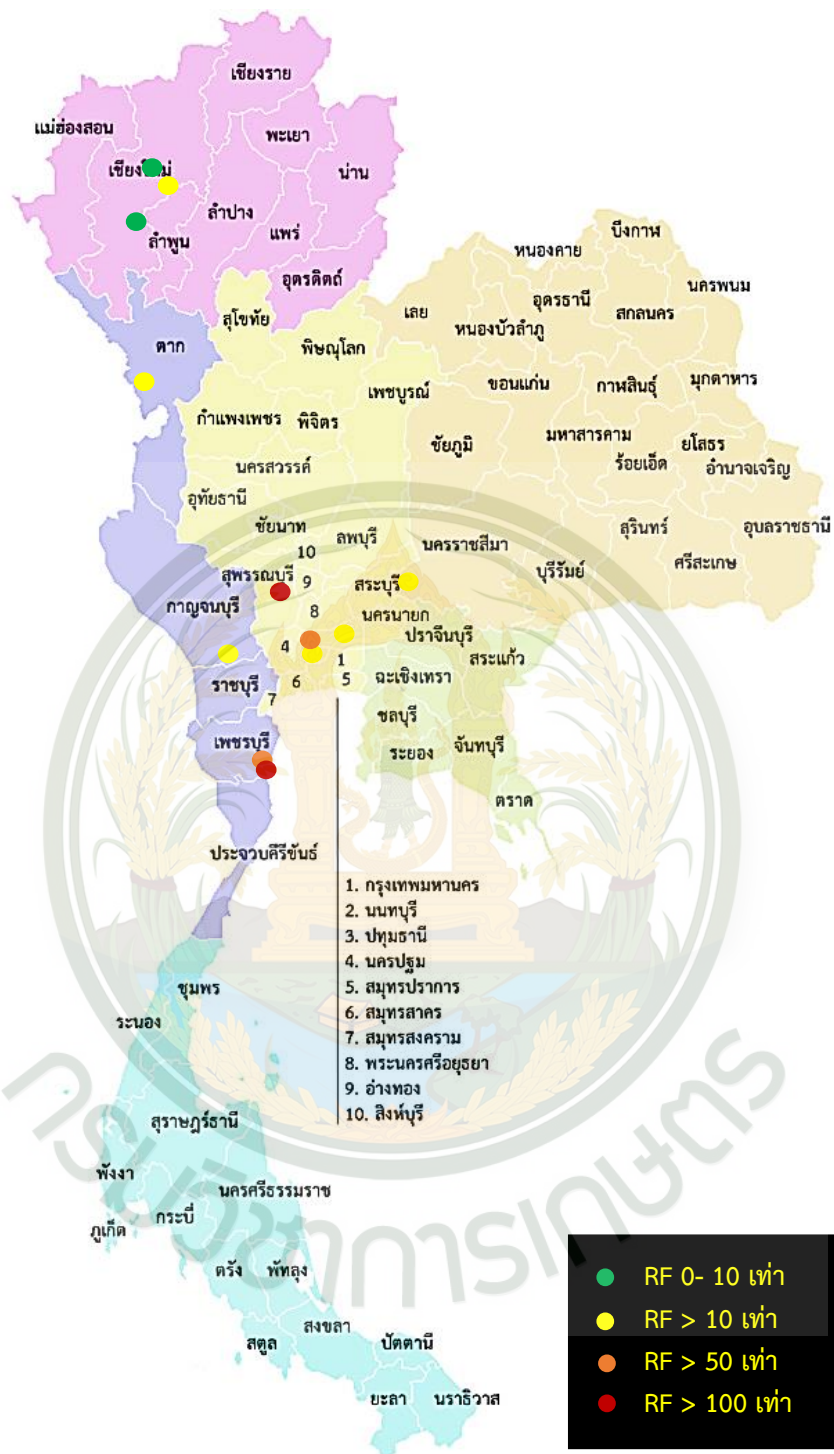 เชียงราย
แม่ฮ่องสอน
พะเยา
เชียงใหม่
น่าน
ลำปาง
แพร่
ลำพูน
อุตรดิตถ์
บึงกาฬ
หนองคาย
นครพนม
อุดรธานี
สกลนคร
เลย
หนองบัวลำภู
สุโขทัย
ตาก
พิษณุโลก
เพชบูรณ์
ขอนแก่น
กาฬสินธุ์
มุกดาหาร
กำแพงเพชร
พิจิตร
ชัยภูมิ
มหาสารคาม
ยโสธร
ร้อยเอ็ด
อำนาจเจริญ
นครสวรรค์
อุทัยธานี
ชัยนาท
ลพบุรี
นครราชสีมา
สุรินทร์
อุบลราชธานี
ศรีสะเกษ
บุรีรัมย์
10
สุพรรณบุรี
9
สระบุรี
กาญจนบุรี
8
นครนายก
ปราจีนบุรี
4
1
สระแก้ว
ราชบุรี
6
5
ฉะเชิงเทรา
7
ชลบุรี
เพชรบุรี
ระยอง
จันทบุรี
ตราด
ประจวบคีรีขันธ์
1. กรุงเทพมหานคร
2. นนทบุรี
3. ปทุมธานี
4. นครปฐม
5. สมุทรปราการ
6. สมุทรสาคร
7. สมุทรสงคราม
8. พระนครศรีอยุธยา
9. อ่างทอง
10. สิงห์บุรี
ชุมพร
ระนอง
สุราษฎร์ธานี
พังงา
นครศรีธรรมราช
กระบี่
ภูเก็ต
ตรัง
พัทลุง
สงขลา
สตูล
ปัตตานี
ยะลา
นราธิวาส
กรมวิชาการเกษตร
RF 0- 10 เท่า
RF > 10 เท่า
RF > 50 เท่า
RF > 100 เท่า